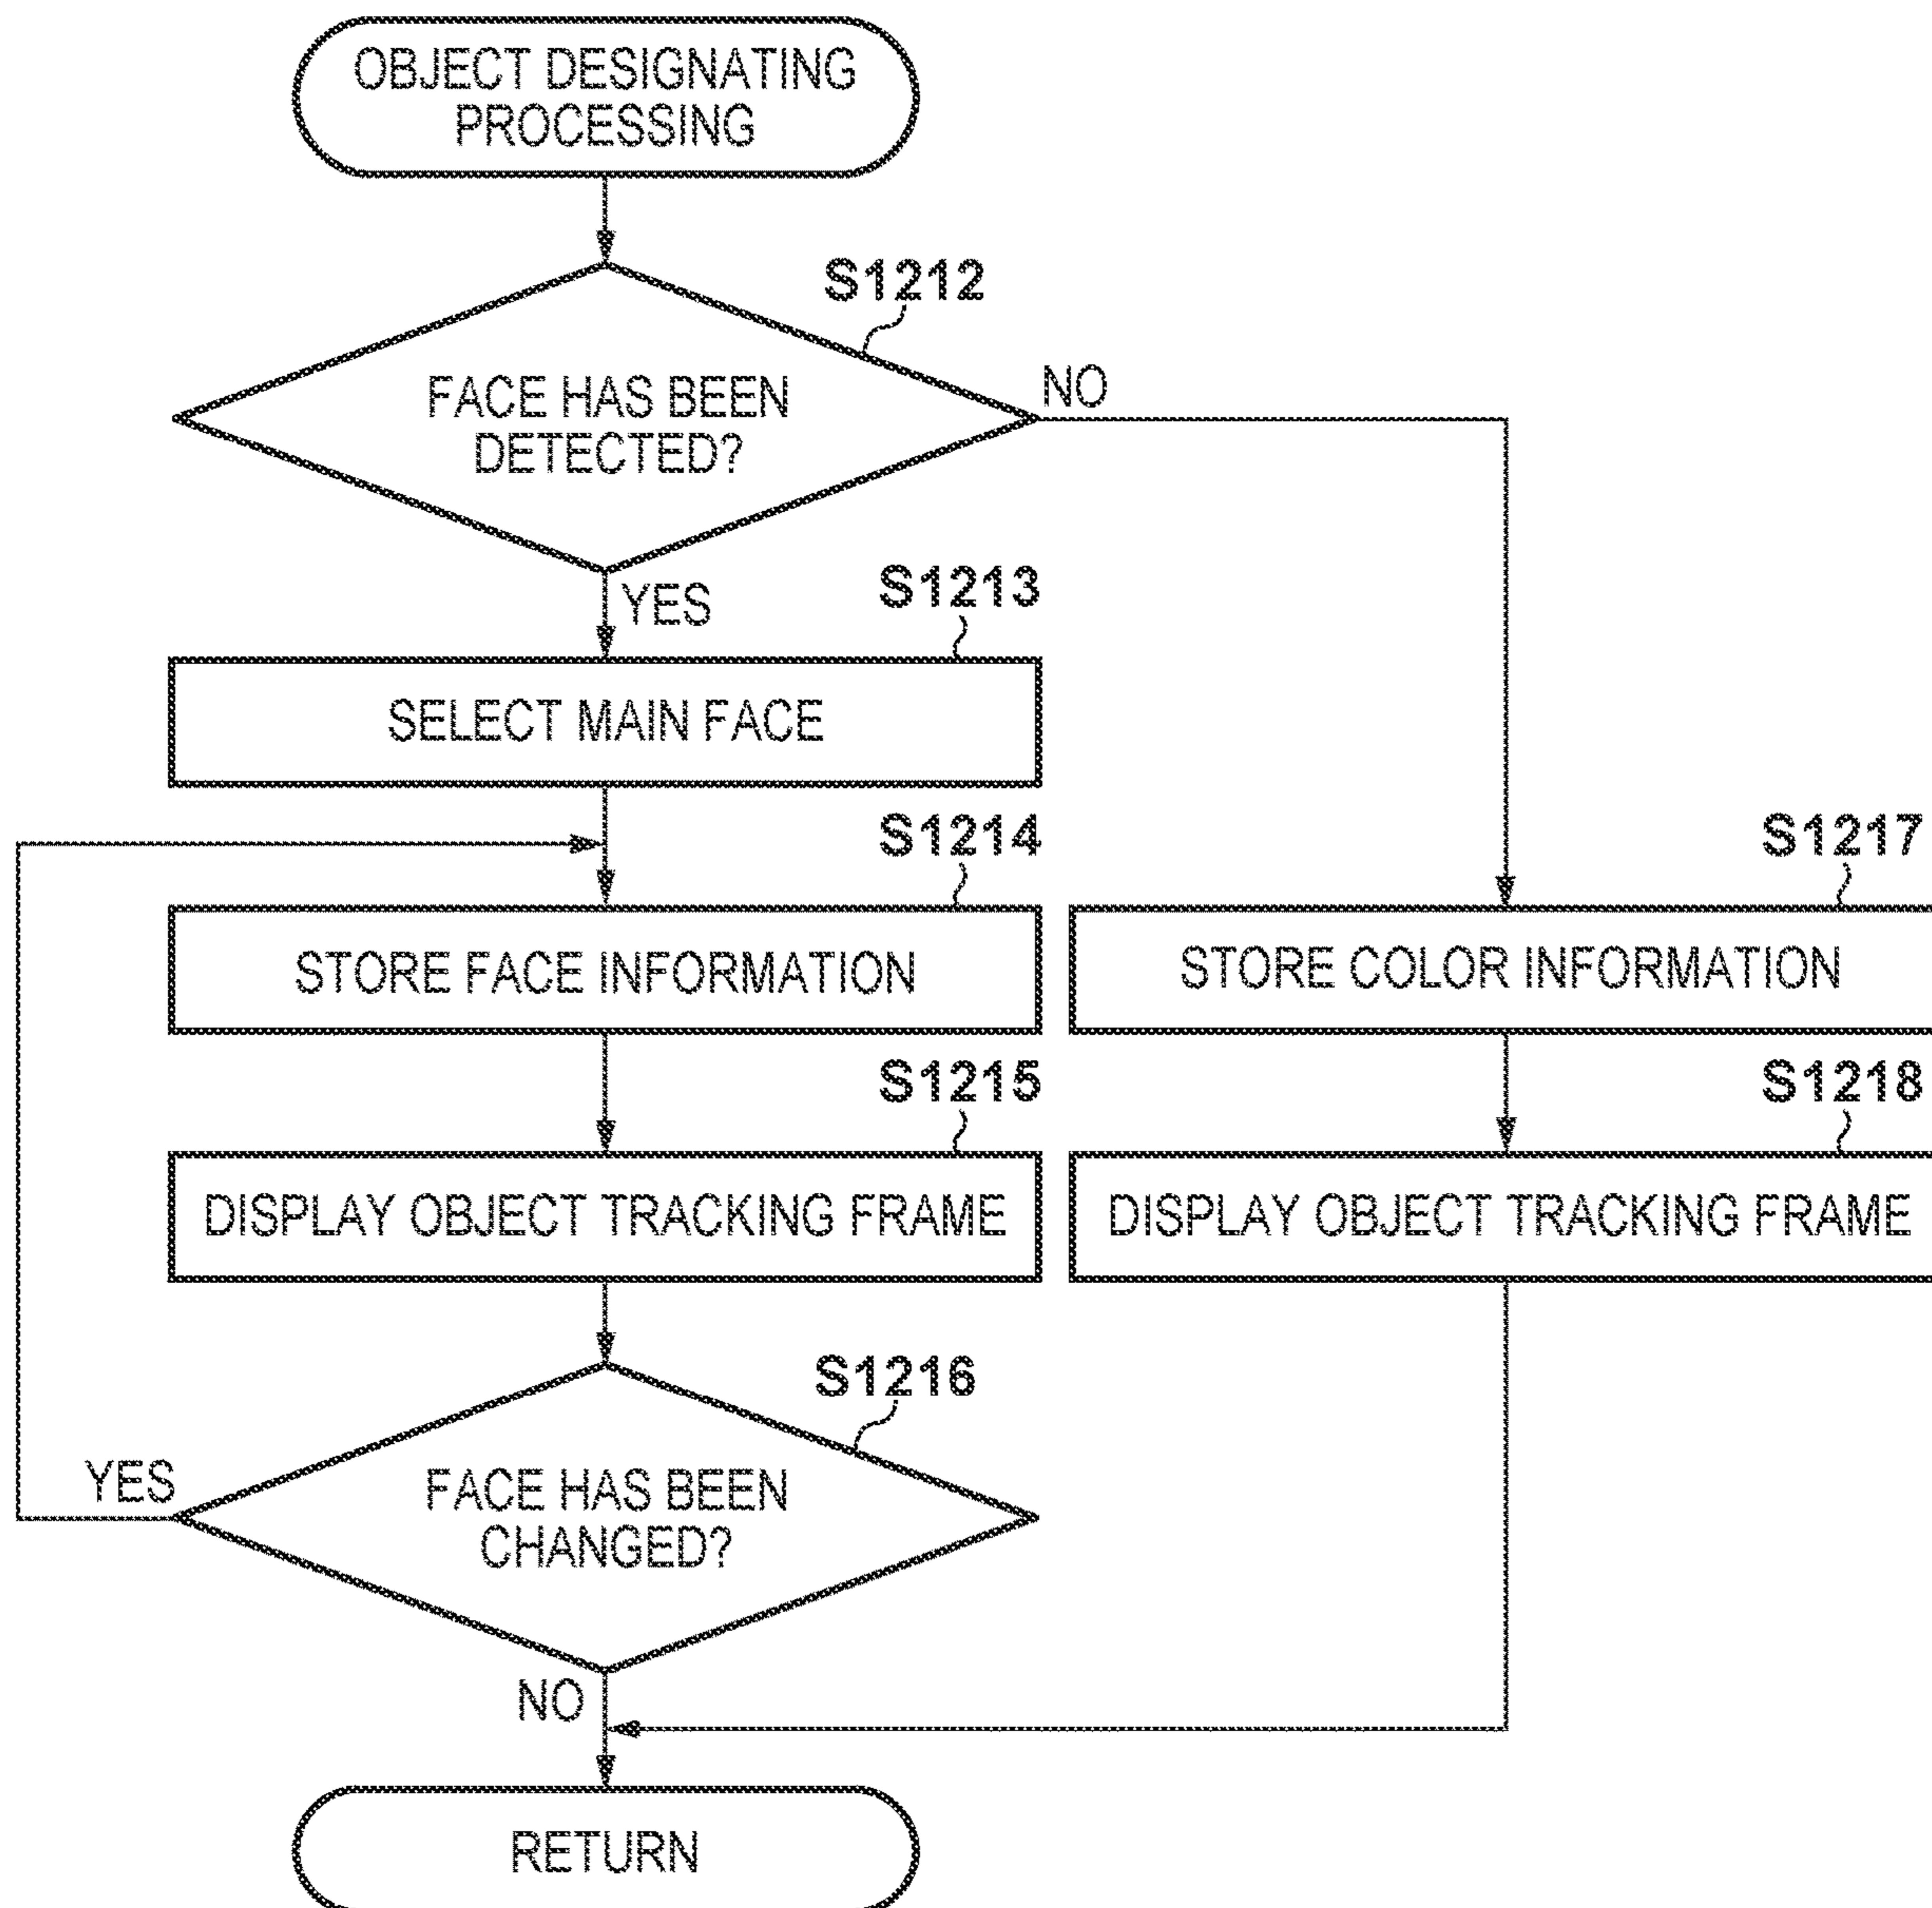 OBJECT DESIGNATING
PROCESSING
S1212
FACE HAS BEEN
DETECTED?
NO
YES
S1213
SELECT MAIN FACE
S1214
STORE FACE INFORMATION
S1217
STORE COLOR INFORMATION
S1215
DISPLAY OBJECT TRACKING FRAME
S1218
DISPLAY OBJECT TRACKING FRAME
S1216
FACE HAS BEEN
CHANGED?
YES
NO
RETURN